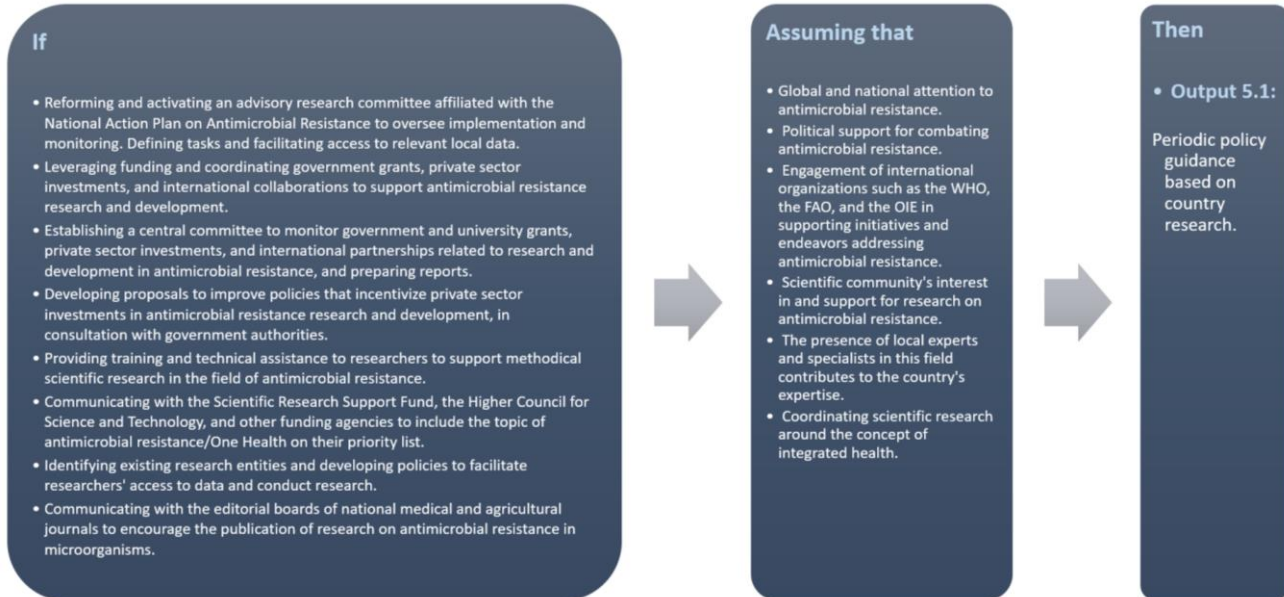 If
• Reforming and activating an advisory research committee affiliated with the
National Action Plan on Antimicrobial Resistance to oversee implementation and
monitoring. Defining tasks and facilitating access to relevant local data.
• Leveraging funding and coordinating government grants, private sector
investments, and international collaborations to support antimicrobial resistance
research and development.
• Establishing a central committee to monitor government and university grants,
private sector investments, and international partnerships related to research and
development in antimicrobial resistance, and preparing reports.
• Developing proposals to improve policies that incentivize private sector
investments in antimicrobial resistance research and development, in
consultation with government authorities.
• Providing training and technical assistance to researchers to support methodical
scientific research in the field of antimicrobial resistance.
• Communicating with the Scientific Research Support Fund, the Higher Council for
Science and Technology, and other funding agencies to include the topic of
antimicrobial resistance/One Health on their priority list.
• Identifying existing research entities and developing policies to facilitate
researchers' access to data and conduct research.
• Communicating with the editorial boards of national medical and agricultural
journals to encourage the publication of research on antimicrobial resistance in
microorganisms.
Assuming that
• Global and national attention to
antimicrobial resistance.
• Political support for combating
antimicrobial resistance.
• Engagement of international
organizations such as the WHO,
the FAO, and the OIE in
supporting initiatives and
endeavors addressing
antimicrobial resistance.
• Scientific community's interest
in and support for research on
antimicrobial resistance.
• The presence of local experts
and specialists in this field
contributes to the country's
expertise.
• Coordinating scientific research
around the concept of
integrated health.
Then
• Output 5.1:
Periodic policy
guidance
based on
country
research.